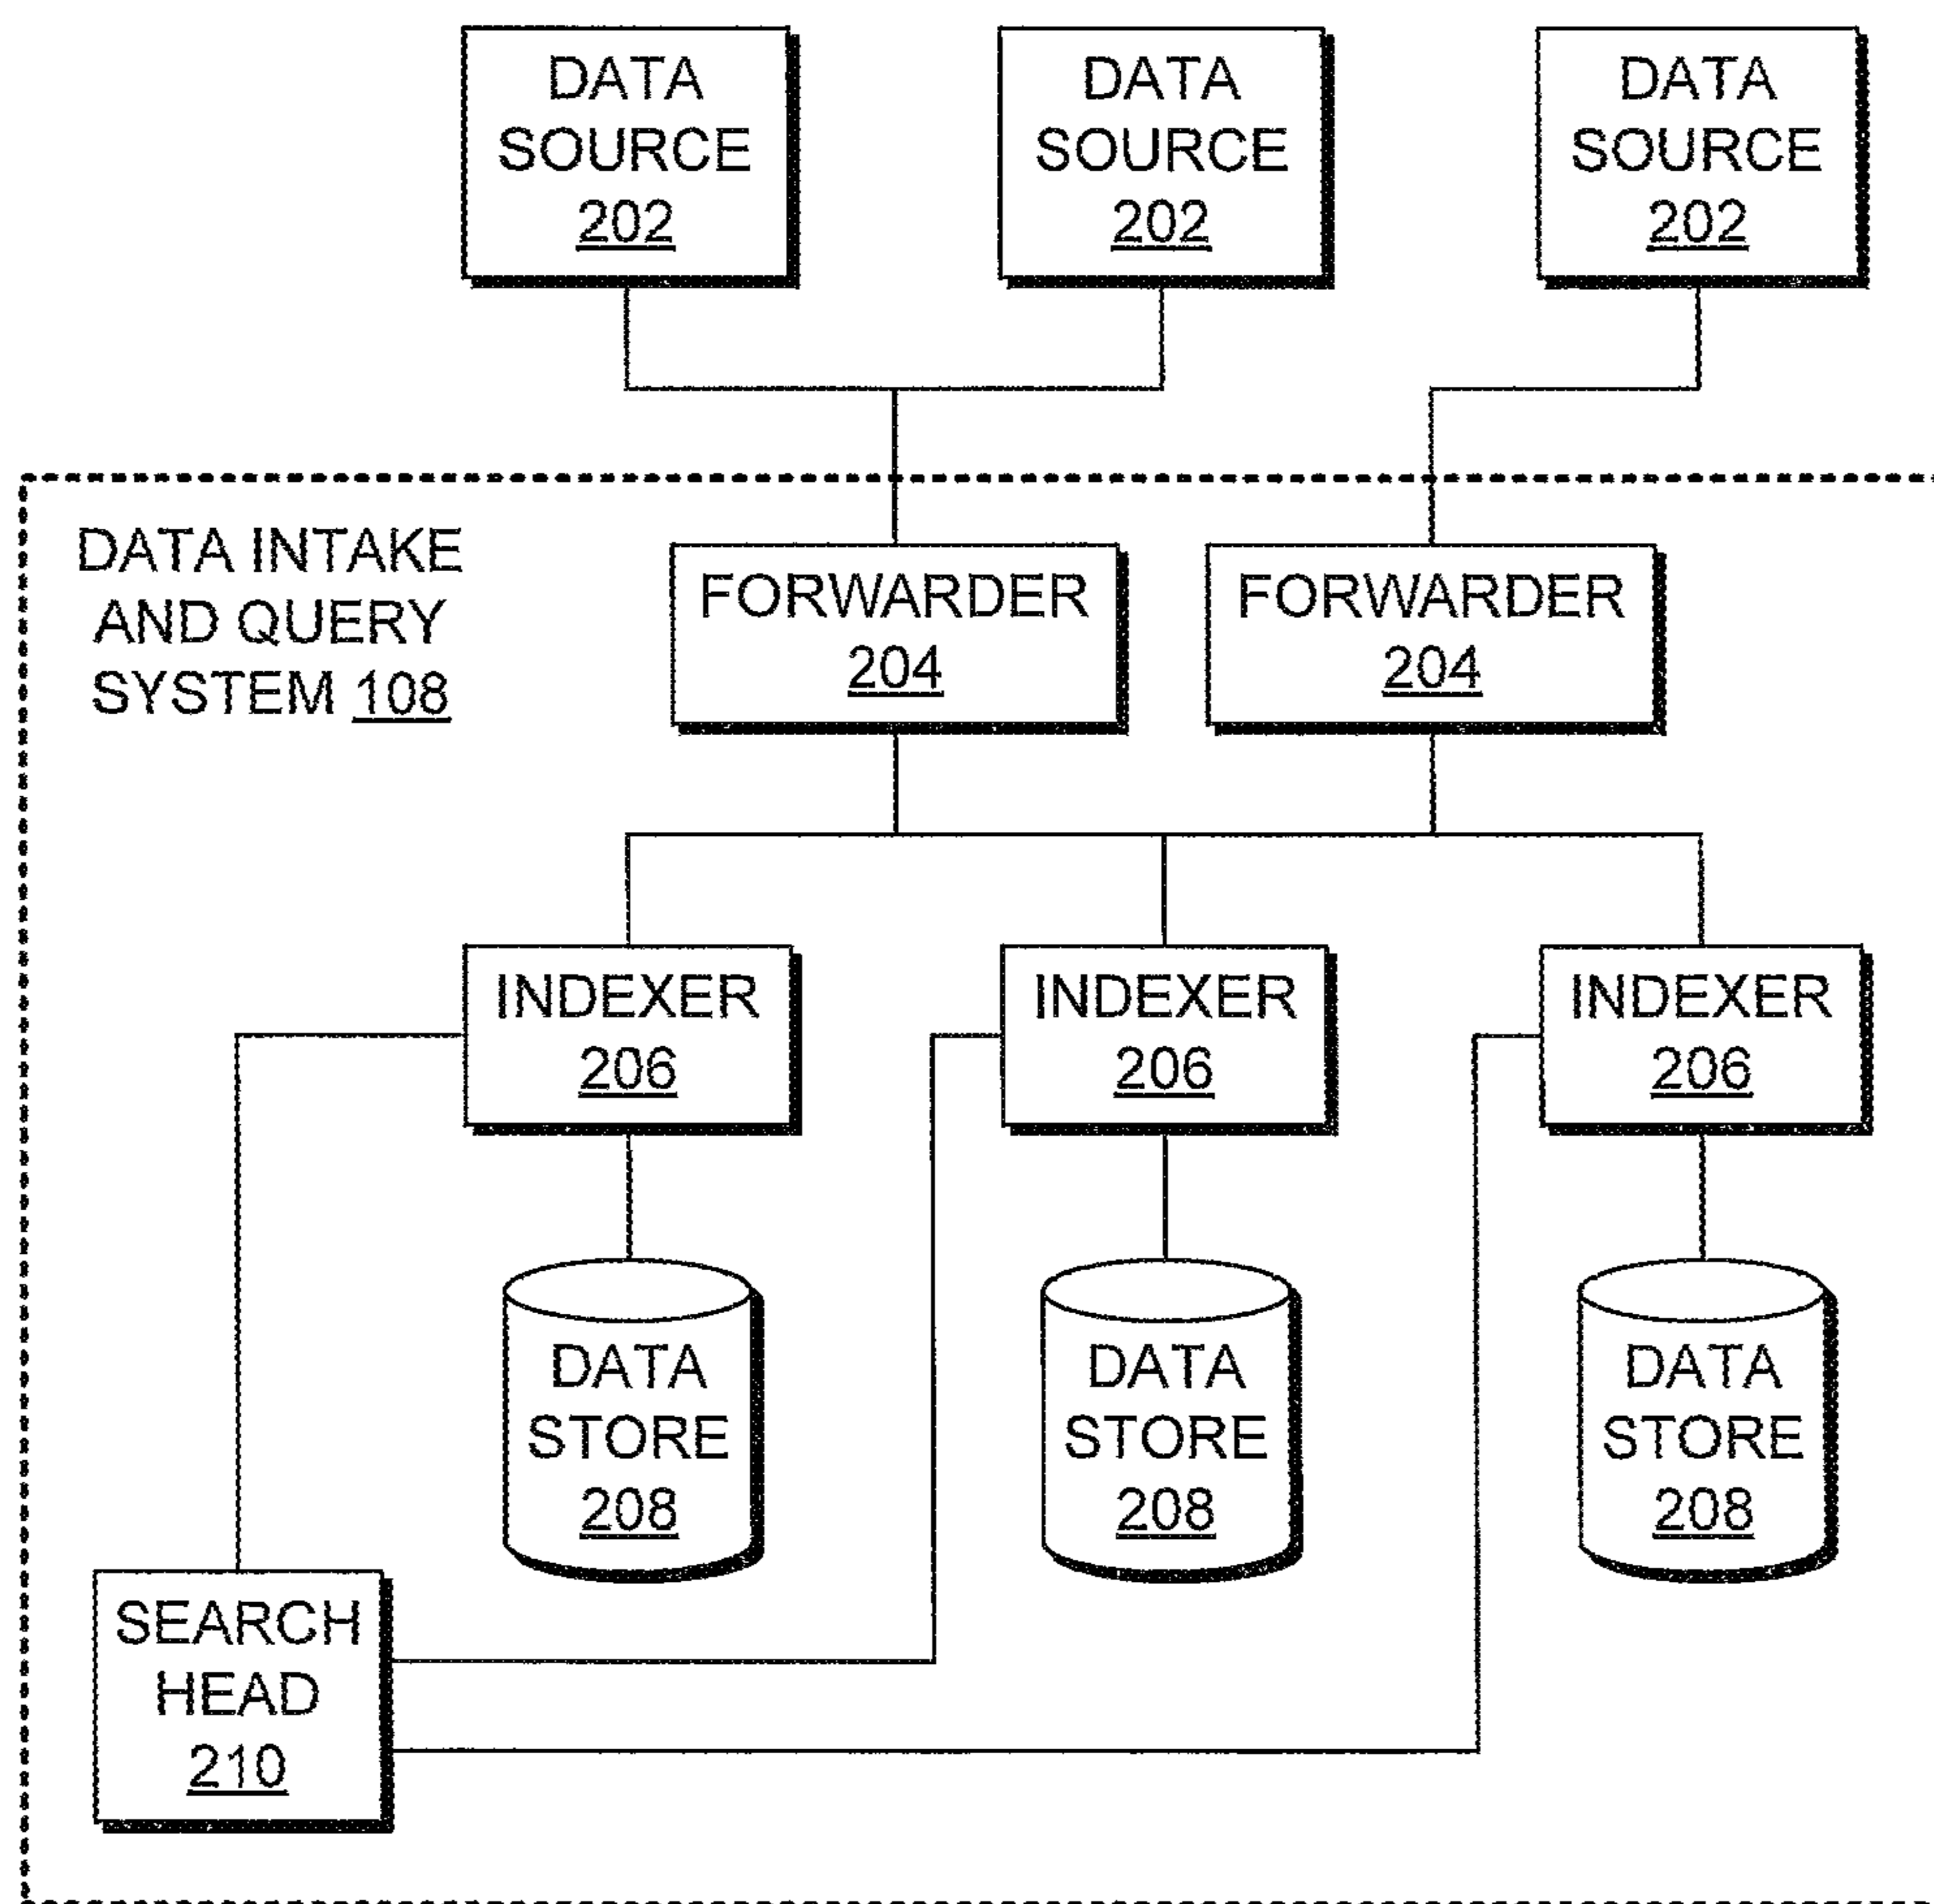 DATA
SOURCE
202
DATA
SOURCE
202
DATA
SOURCE
202
DATA INTAKE
AND QUERY
SYSTEM 108
FORWARDER
204
FORWARDER
204
INDEXER
206
INDEXER
206
INDEXER
206
DATA
STORE
208
DATA
STORE
208
DATA
STORE
208
SEARCH
HEAD
210